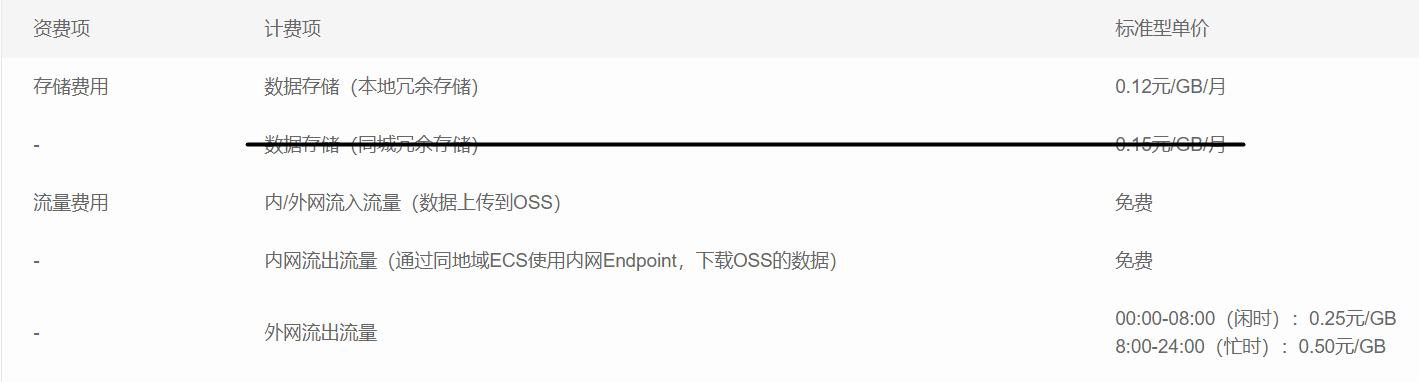 资费项 计费项 标准型单价
存储费用 数据存储（本地冗余存储） 0.12元/GB/月
- 数据存储（同城冗余存储） 0.15元/GB/月
流量费用 内/外网流入流量（数据上传到OSS） 免费
- 内网流出流量（通过同地域ECS使用内网Endpoint，下载OSS的数据） 免费
- 外网流出流量 00:00-08:00（闲时）：0.25元/GB
8:00-24:00（忙时）：0.50元/GB